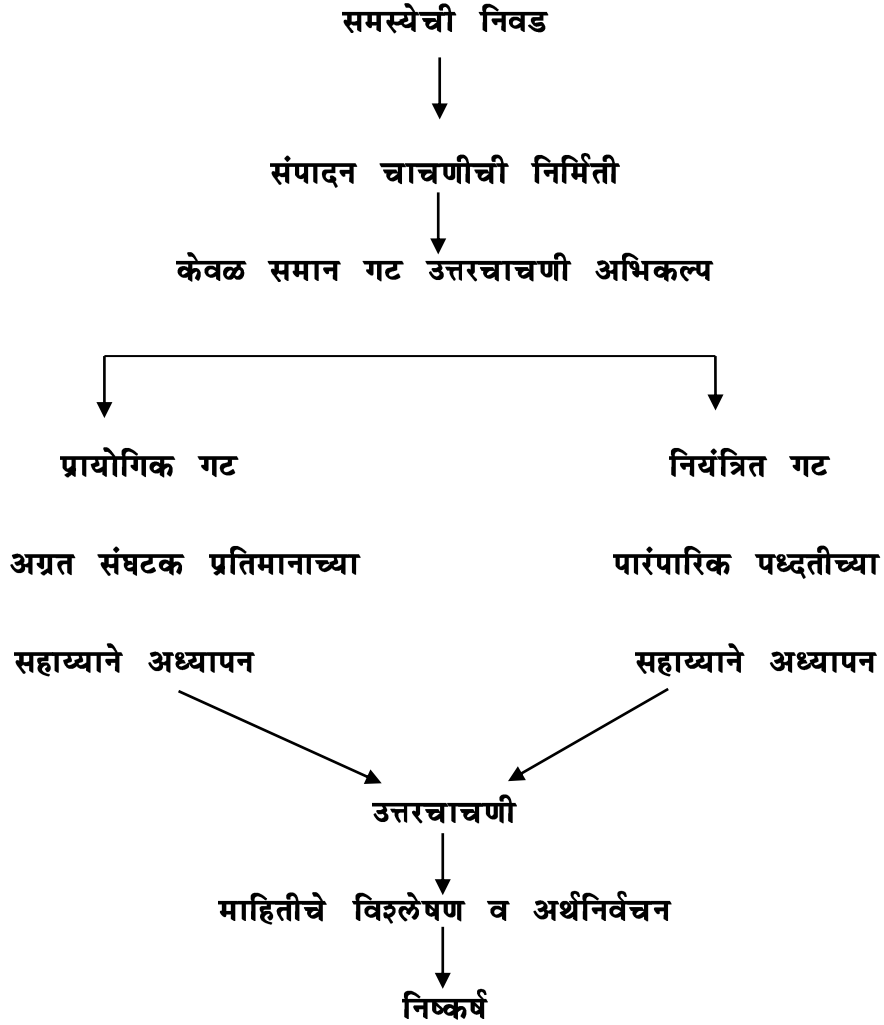 समस्येची निवड
संपादन चाचणीची निर्मिती
केवळ समान गट उत्तरचाचणी अभिकल्प
प्रायोगिक गट
नियंत्रित गट
अग्रत संघटक प्रतिमानाच्या
पारंपारिक पध्दतीच्या
सहाय्याने अध्यापन
सहाय्याने अध्यापन
उत्तरचाचणी
माहितीचे विश्लेषण व अर्थनिर्वचन
निष्कर्ष